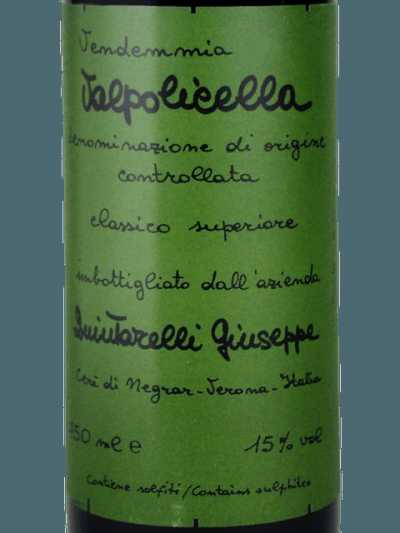 Vendemmia
Valpolicella
denominazione di origine
controllata
classico superiore
imbottigliato dall'azienda
Quintarelli Giuseppe
Cerè di Negrar - Verona - Italia
750 ml e
15% vol
Contiene solfiti/Contains sulphites